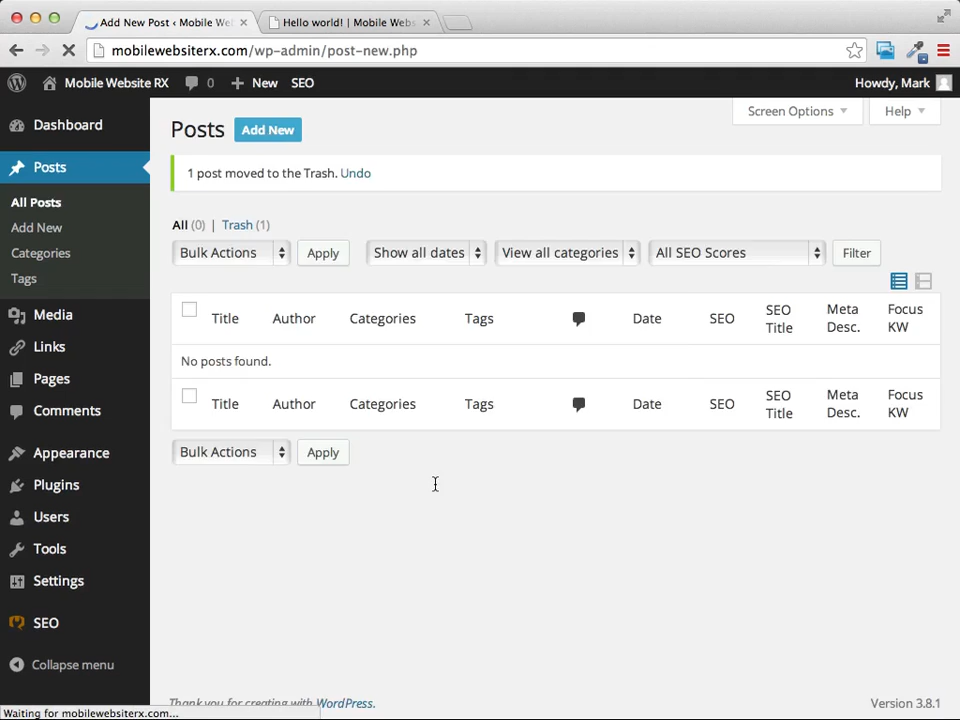 Add New Post ‹ Mobile We
Hello world! | Mobile Webs
mobilewebsiterx.com/wp-admin/post-new.php
Mobile Website RX
0
New
SEO
Howdy, Mark
Dashboard
Posts
All Posts
Add New
Categories
Tags
Media
Links
Pages
Comments
Appearance
Plugins
Users
Tools
Settings
SEO
Collapse menu
Screen Options
Help
Posts
Add New
1 post moved to the Trash. Undo
All (0) | Trash (1)
Bulk Actions
Apply
Show all dates
View all categories
All SEO Scores
Filter
Title
Author
Categories
Tags
Date
SEO
SEO Title
Meta Desc.
Focus KW
No posts found.
Title
Author
Categories
Tags
Date
SEO
SEO Title
Meta Desc.
Focus KW
Bulk Actions
Apply
Thank you for creating with WordPress.
Version 3.8.1
Waiting for mobilewebsiterx.com...